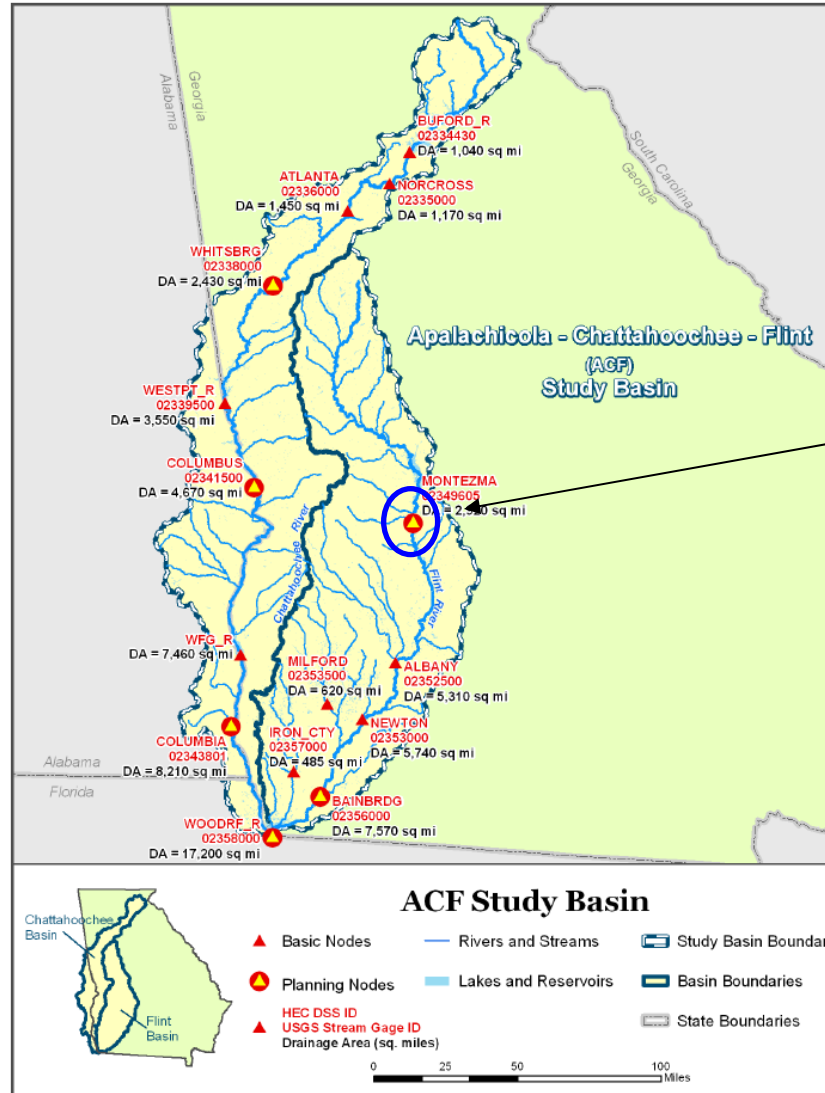 Georgia
Alabama
South Carolina
Georgia
BUFORD_R
02334430
DA = 1,040 sq mi
ATLANTA
02336000
DA = 1,450 sq mi
NORCROSS
02335000
DA = 1,170 sq mi
WHITSBRG
02338000
DA = 2,430 sq mi
Apalachicola - Chattahoochee - Flint
(ACF)
Study Basin
WESTPT_R
02339500
DA = 3,550 sq mi
COLUMBUS
02341500
DA = 4,670 sq mi
MONTEZMA
02349605
DA = sq mi
Chattahoochee River
Flint River
WFG_R
DA = 7,460 sq mi
MILFORD
02353500
DA = 620 sq mi
ALBANY
02352500
DA = 5,310 sq mi
NEWTON
02353000
DA = 5,740 sq mi
IRON_CTY
02357000
DA = 485 sq mi
COLUMBIA
02343801
DA = 8,210 sq mi
Alabama
Florida
BAINBRDG
02356000
DA = 7,570 sq mi
WOODRF_R
02358000
DA = 17,200 sq mi
ACF Study Basin
Chattahoochee
Basin
Flint
Basin
Basic Nodes
Rivers and Streams
Study Basin Boundar
Planning Nodes
Lakes and Reservoirs
Basin Boundaries
HEC DSS ID
USGS Stream Gage ID
Drainage Area (sq. miles)
State Boundaries
0 25 50 100
Miles